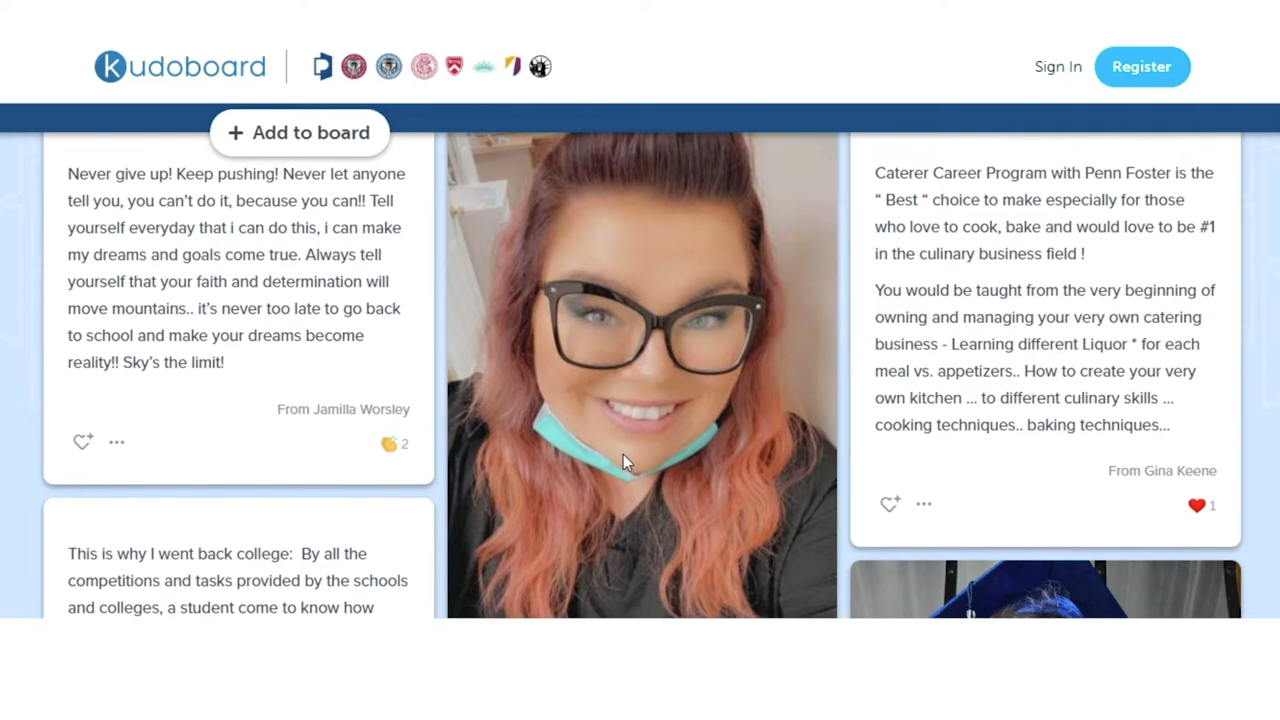 kudoboard
Sign In
Register
+ Add to board
Never give up! Keep pushing! Never let anyone
tell you, you can’t do it, because you can!! Tell
yourself everyday that i can do this, i can make
my dreams and goals come true. Always tell
yourself that your faith and determination will
move mountains.. it’s never too late to go back
to school and make your dreams become
reality!! Sky’s the limit!
From Jamilla Worsley
2
This is why I went back college:  By all the
competitions and tasks provided by the schools
and colleges, a student come to know how
Caterer Career Program with Penn Foster is the
“ Best “ choice to make especially for those
who love to cook, bake and would love to be #1
in the culinary business field !
You would be taught from the very beginning of
owning and managing your very own catering
business - Learning different Liquor * for each
meal vs. appetizers.. How to create your very
own kitchen ... to different culinary skills ...
cooking techniques.. baking techniques...
From Gina Keene
1